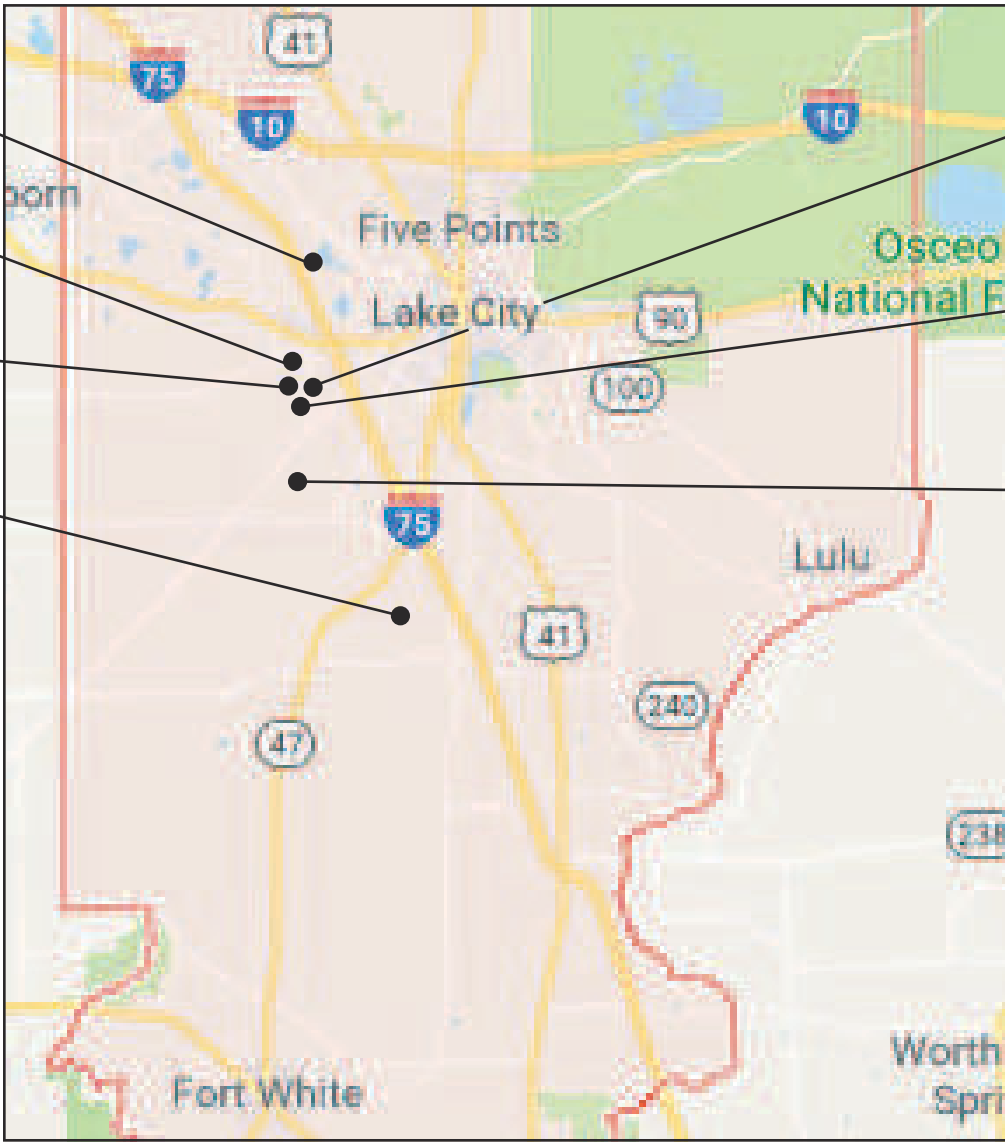 41
75
10
10
born
Five Points
Osceo
National F
Lake City
90
100
75
Lulu
41
240
47
238
Worth
Spri
Fort White